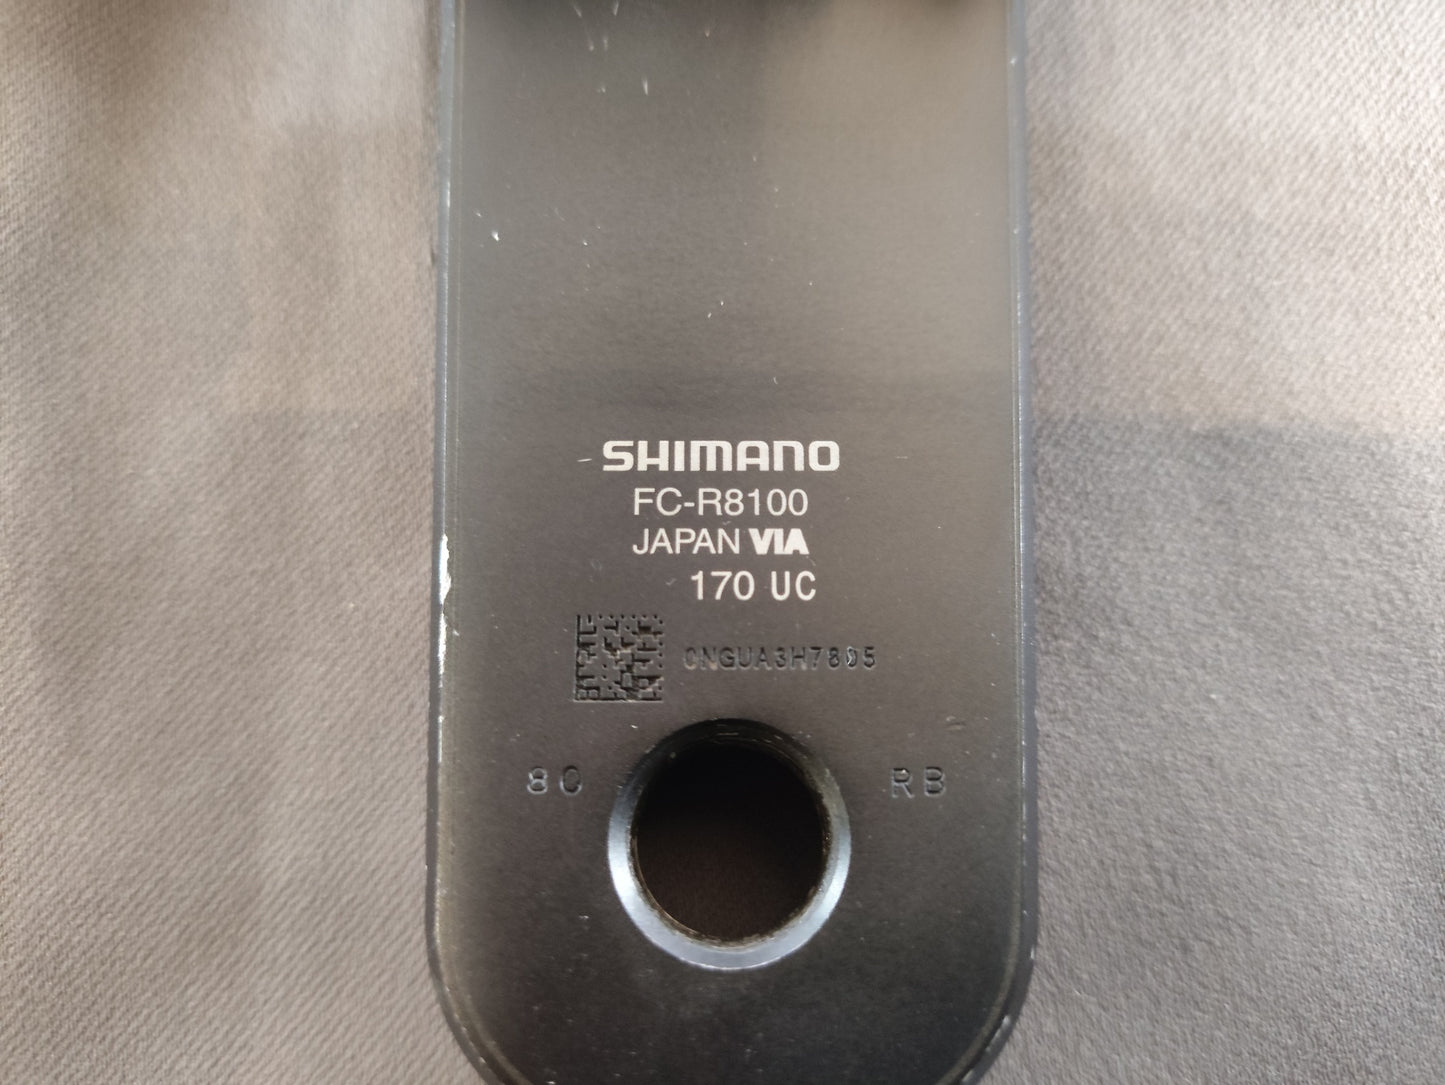 SHIMANO
FC-R8100
JAPAN VIA
170 UC
0NGUA3H7805
80 RB